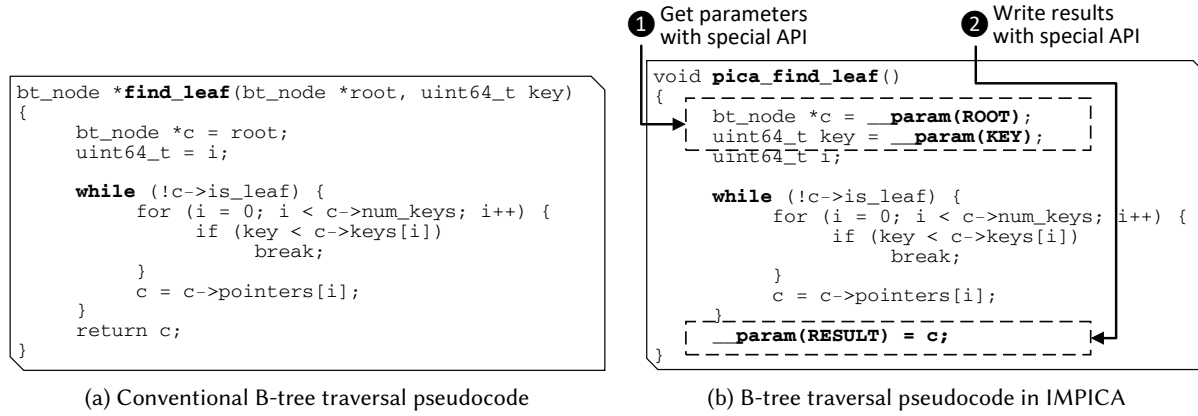 ❶ Get parameters
with special API
❷ Write results
with special API
bt_node *find_leaf(bt_node *root, uint64_t key)
{
bt_node *c = root;
uint64_t = i;
while (!c->is_leaf) {
for (i = 0; i < c->num_keys; i++) {
if (key < c->keys[i])
break;
}
c = c->pointers[i];
}
return c;
}
(a) Conventional B-tree traversal pseudocode
void pica_find_leaf()
{
bt_node *c = __param(ROOT);
uint64_t key = __param(KEY);
uint64_t i;
while (!c->is_leaf) {
for (i = 0; i < c->num_keys; i++) {
if (key < c->keys[i])
break;
}
c = c->pointers[i];
}
__param(RESULT) = c;
}
(b) B-tree traversal pseudocode in IMPICA